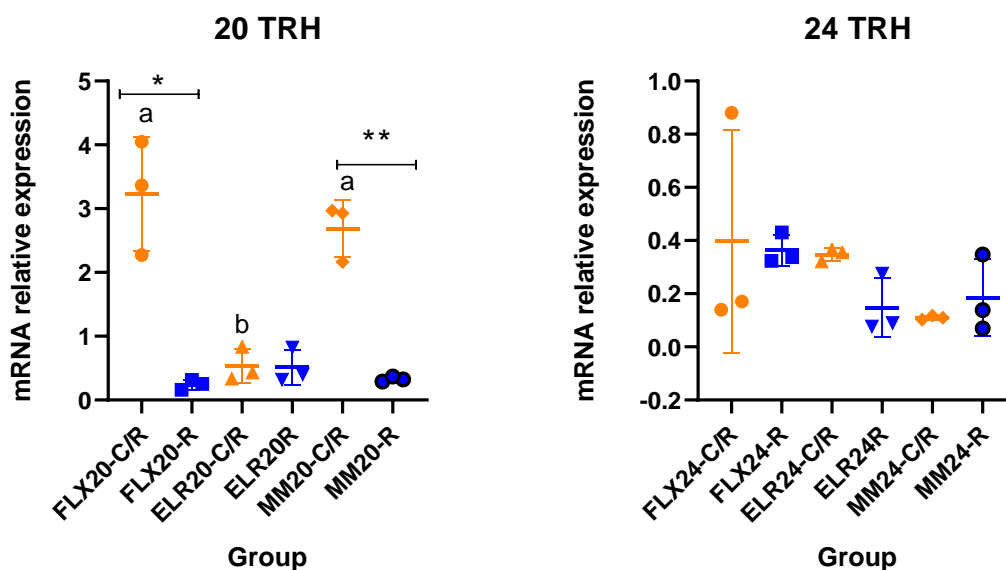 20 TRH
mRNA relative expression
5
4
3
2
1
0
*
a
b
**
a
FLX20-C/R
FLX20-R
ELR20-C/R
ELR20R
MM20-C/R
MM20-R
Group
24 TRH
mRNA relative expression
1.0
0.8
0.6
0.4
0.2
0.0
-0.2
FLX24-C/R
FLX24-R
ELR24-C/R
ELR24R
MM24-C/R
MM24-R
Group